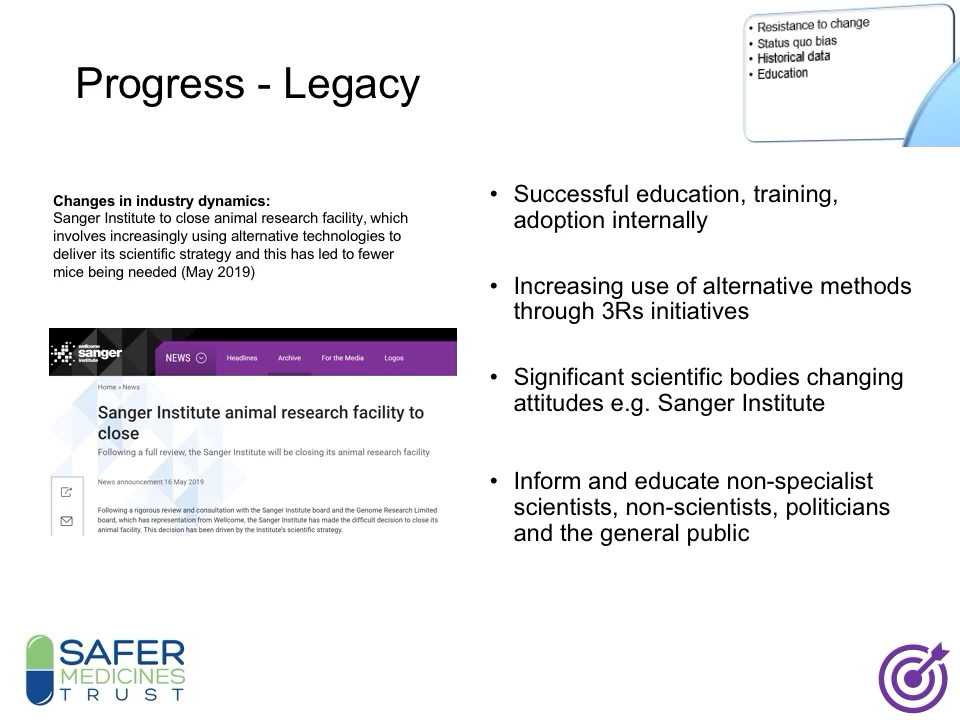 Progress - Legacy
• Resistance to change
• Status quo bias
• Historical data
• Education
Changes in industry dynamics:
Sanger Institute to close animal research facility, which
involves increasingly using alternative technologies to
deliver its scientific strategy and this has led to fewer
mice being needed (May 2019)
wellcome
sanger
institute
NEWS
Headlines
Archive
For the Media
Logos
Home » News
Sanger Institute animal research facility to
close
Following a full review, the Sanger Institute will be closing its animal research facility
News announcement 16 May 2019
Following a rigorous review and consultation with the Sanger Institute board and the Genome Research Limited
board, which has representation from Wellcome, the Sanger Institute has made the difficult decision to close its
animal facility. This decision has been driven by the Institute's scientific strategy.
• Successful education, training,
adoption internally
• Increasing use of alternative methods
through 3Rs initiatives
• Significant scientific bodies changing
attitudes e.g. Sanger Institute
• Inform and educate non-specialist
scientists, non-scientists, politicians
and the general public
SAFER
MEDICINES
TRUST